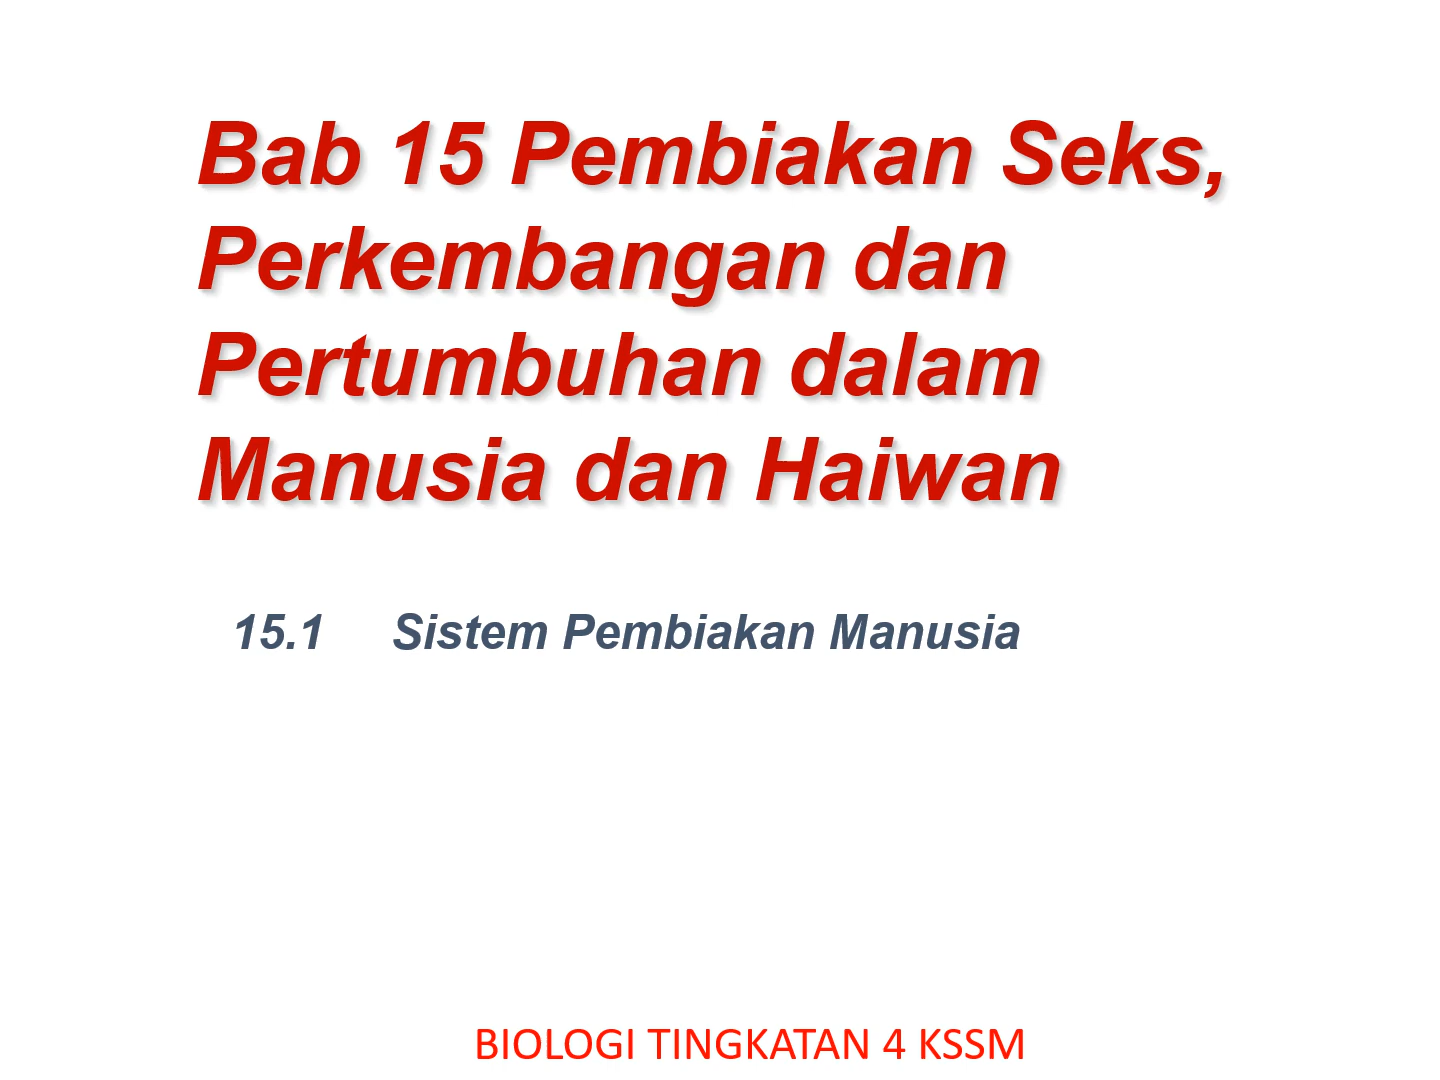 Bab 15 Pembiakan Seks,
Perkembangan dan
Pertumbuhan dalam
Manusia dan Haiwan
15.1 Sistem Pembiakan Manusia
BIOLOGI TINGKATAN 4 KSSM